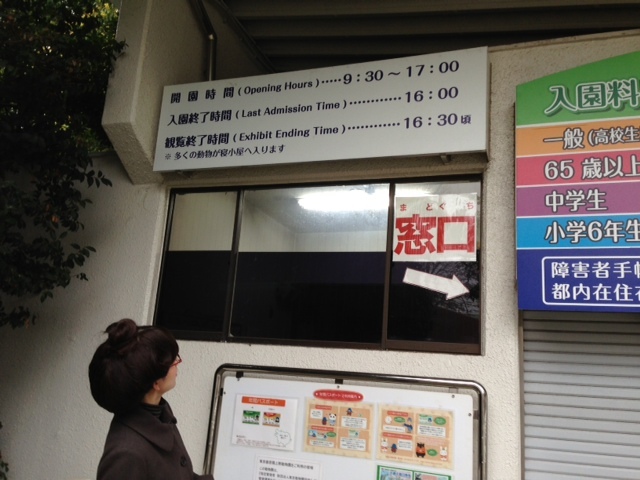 開園時間 (Opening Hours)……9:30〜17:00
入園終了時間 (Last Admission Time)…………16:00
観覧終了時間 (Exhibit Ending Time)…………16:30頃
※ 多くの動物が寝小屋へ入ります
まどぐち
窓口
入園料
一般 (高校生
65歳以上
中学生
小学6年生
障害者手帳
都内在住在